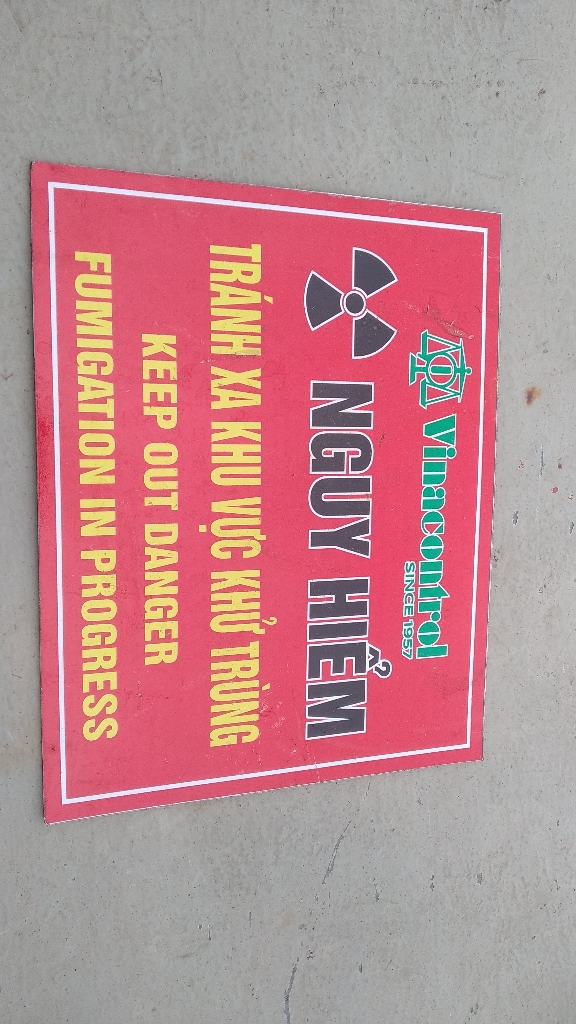 Vinacontrol
SINCE 1957
NGUY HIỂM
TRÁNH XA KHU VỰC KHỬ TRÙNG
KEEP OUT DANGER
FUMIGATION IN PROGRESS